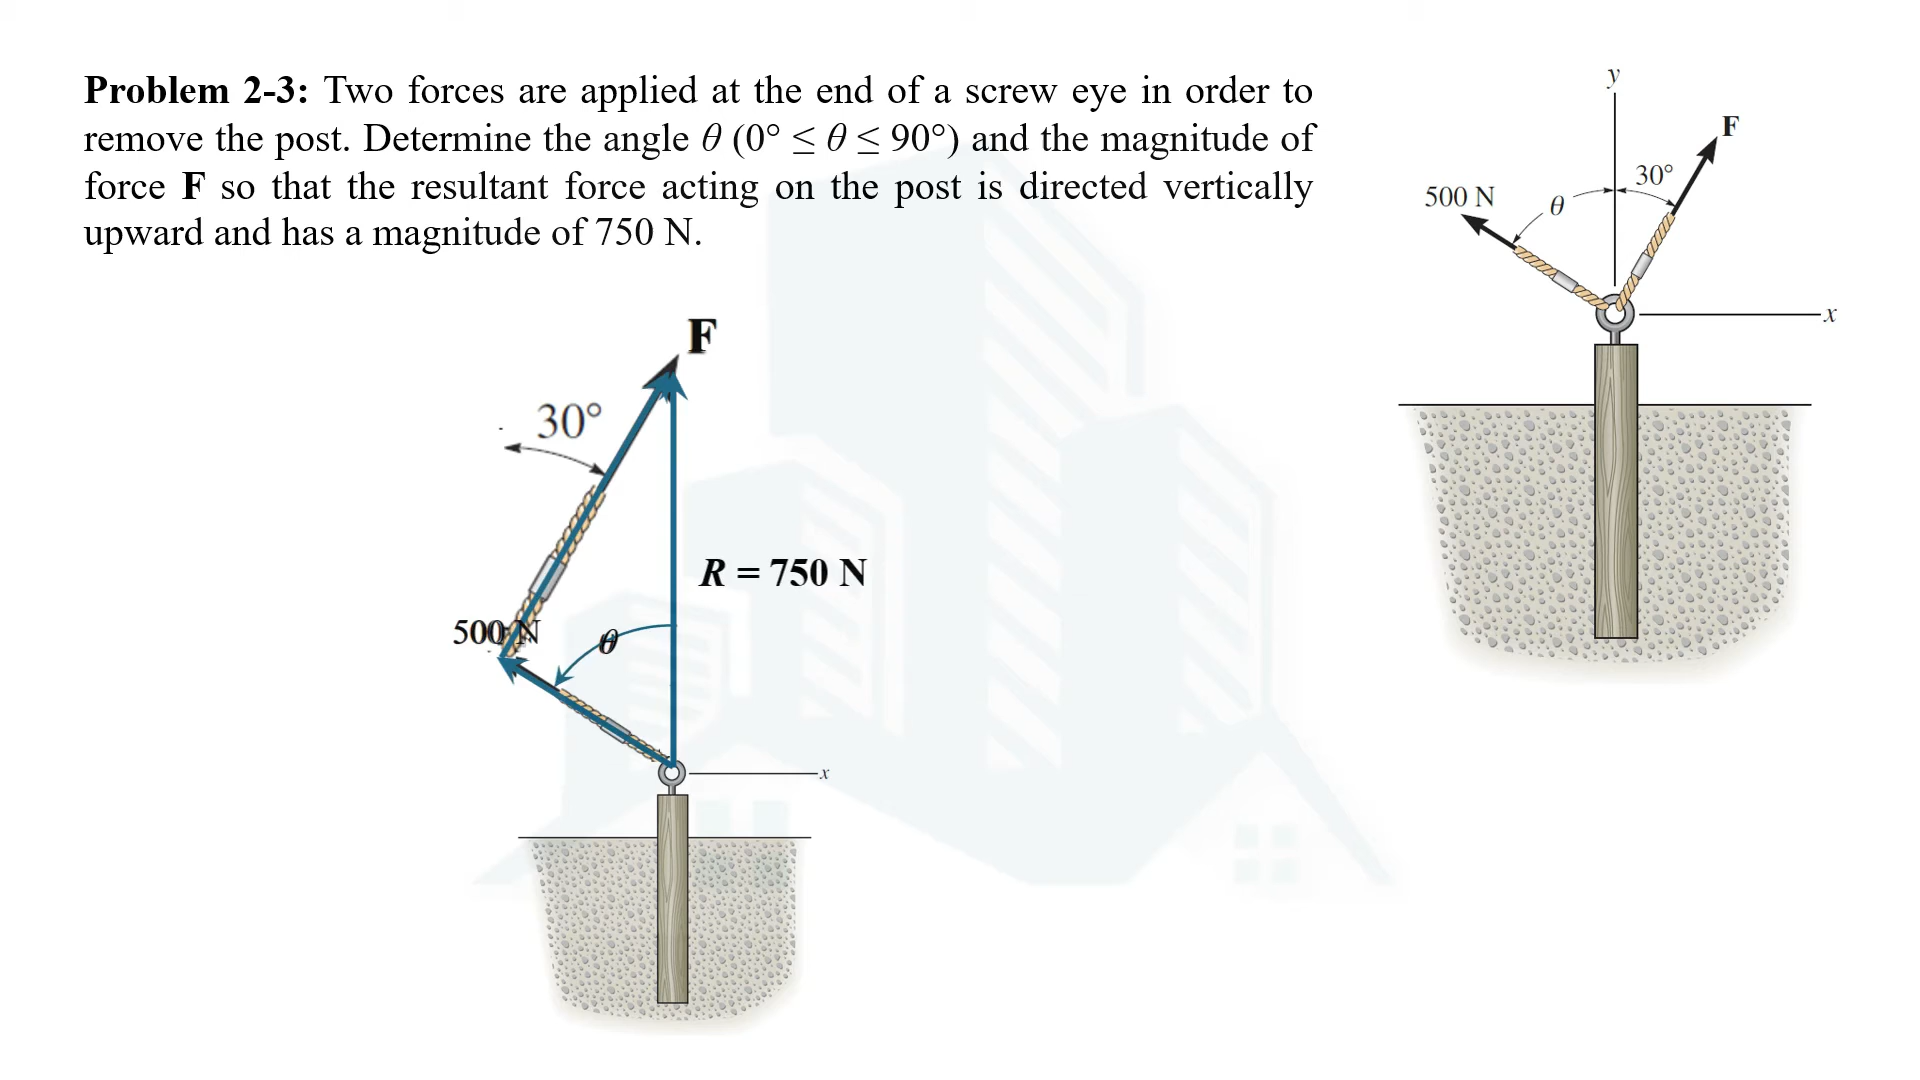 Problem 2-3: Two forces are applied at the end of a screw eye in order to
remove the post. Determine the angle θ (0° ≤ θ ≤ 90°) and the magnitude of
force F so that the resultant force acting on the post is directed vertically
upward and has a magnitude of 750 N.
y
F
30°
500 N
θ
x
F
30°
R = 750 N
500 N
θ
x